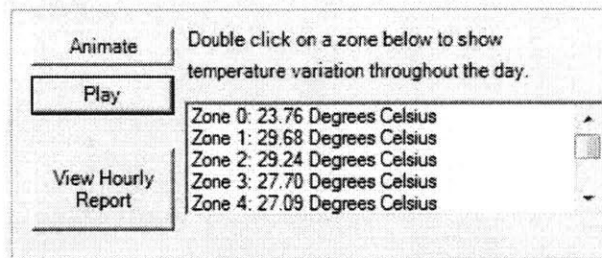 Animate
Play
View Hourly
Report
Double click on a zone below to show
temperature variation throughout the day.
Zone 0: 23.76 Degrees Celsius
Zone 1: 29.68 Degrees Celsius
Zone 2: 29.24 Degrees Celsius
Zone 3: 27.70 Degrees Celsius
Zone 4: 27.09 Degrees Celsius